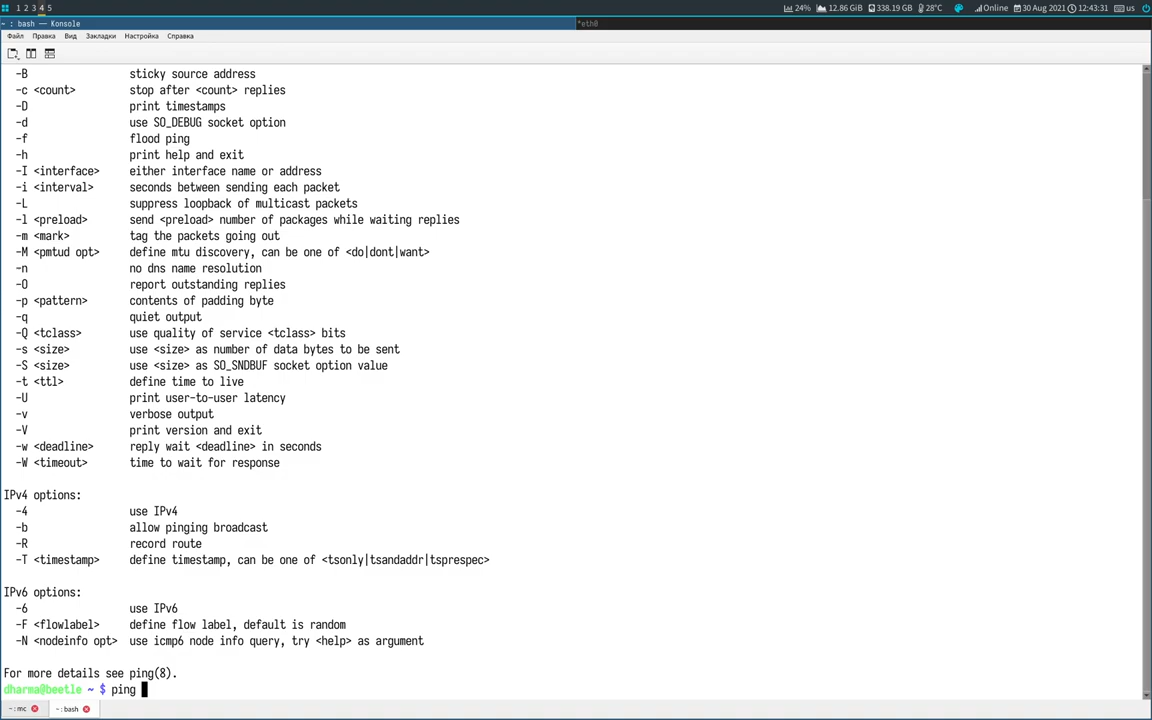 1 2 3 4 5
24% 12.86 GiB 338.19 GB 28°C Online 30 Aug 2021 12:43:31 us
~ : bash — Konsole
*eth0
Файл Правка Вид Закладки Настройка Справка
-B sticky source address
-c <count> stop after <count> replies
-D print timestamps
-d use SO_DEBUG socket option
-f flood ping
-h print help and exit
-I <interface> either interface name or address
-i <interval> seconds between sending each packet
-L suppress loopback of multicast packets
-l <preload> send <preload> number of packages while waiting replies
-m <mark> tag the packets going out
-M <pmtud opt> define mtu discovery, can be one of <do|dont|want>
-n no dns name resolution
-O report outstanding replies
-p <pattern> contents of padding byte
-q quiet output
-Q <tclass> use quality of service <tclass> bits
-s <size> use <size> as number of data bytes to be sent
-S <size> use <size> as SO_SNDBUF socket option value
-t <ttl> define time to live
-U print user-to-user latency
-v verbose output
-V print version and exit
-w <deadline> reply wait <deadline> in seconds
-W <timeout> time to wait for response
IPv4 options:
-4 use IPv4
-b allow pinging broadcast
-R record route
-T <timestamp> define timestamp, can be one of <tsonly|tsandaddr|tsprespec>
IPv6 options:
-6 use IPv6
-F <flowlabel> define flow label, default is random
-N <nodeinfo opt> use icmp6 node info query, try <help> as argument
For more details see ping(8).
dharma@beetle ~ $ ping
~ : mc ~ : bash